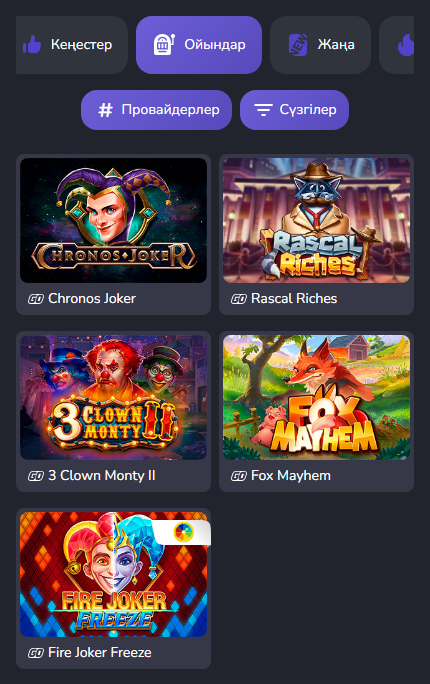 Кеңестер Ойындар NEW Жаңа
Провайдерлер Сүзгілер
CHRONOS JOKER
Chronos Joker
RASCAL
RICHES
Rascal Riches
3 CLOWN
MONTY II
3 Clown Monty II
FOX
MAYHEM
Fox Mayhem
FIRE JOKER
FREEZE
Fire Joker Freeze